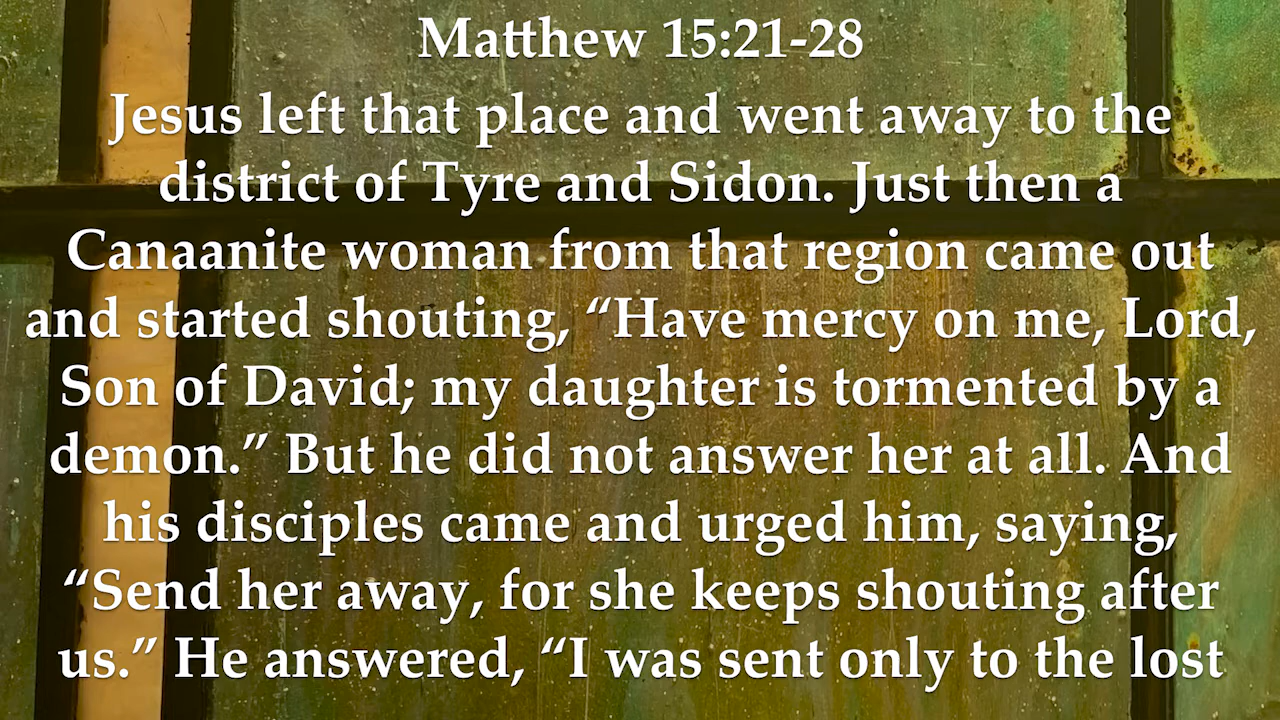 Matthew 15:21-28
Jesus left that place and went away to the
district of Tyre and Sidon. Just then a
Canaanite woman from that region came out
and started shouting, “Have mercy on me, Lord,
Son of David; my daughter is tormented by a
demon.” But he did not answer her at all. And
his disciples came and urged him, saying,
“Send her away, for she keeps shouting after
us.” He answered, “I was sent only to the lost